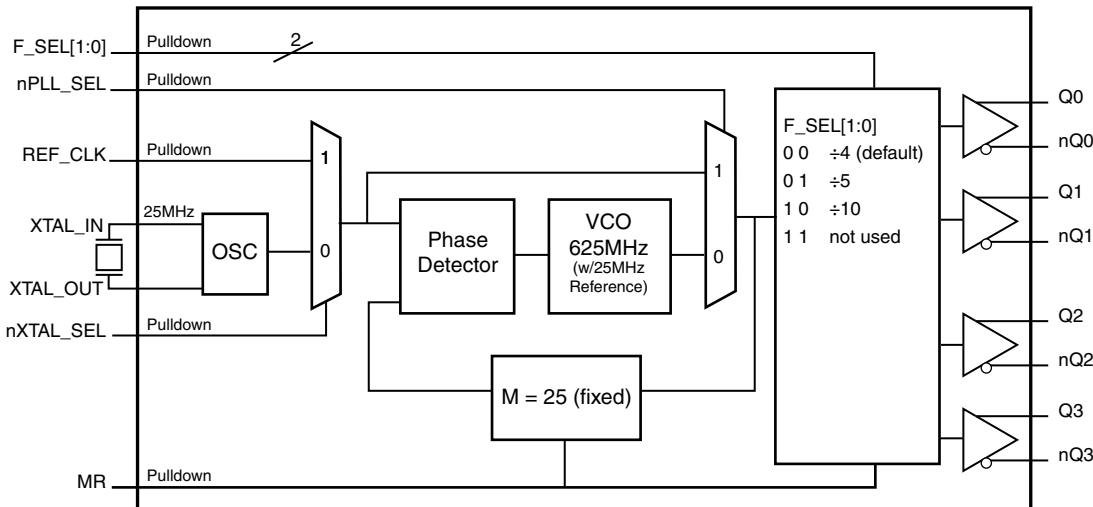 F_SEL[1:0] Pulldown 2
nPLL_SEL Pulldown
REF_CLK Pulldown
1
XTAL_IN 25MHz
OSC
0
XTAL_OUT
nXTAL_SEL Pulldown
Phase
Detector
VCO
625MHz
(w/25MHz
Reference)
1
0
M = 25 (fixed)
MR Pulldown
F_SEL[1:0]
0 0 ÷4 (default)
0 1 ÷5
1 0 ÷10
1 1 not used
Q0
nQ0
Q1
nQ1
Q2
nQ2
Q3
nQ3